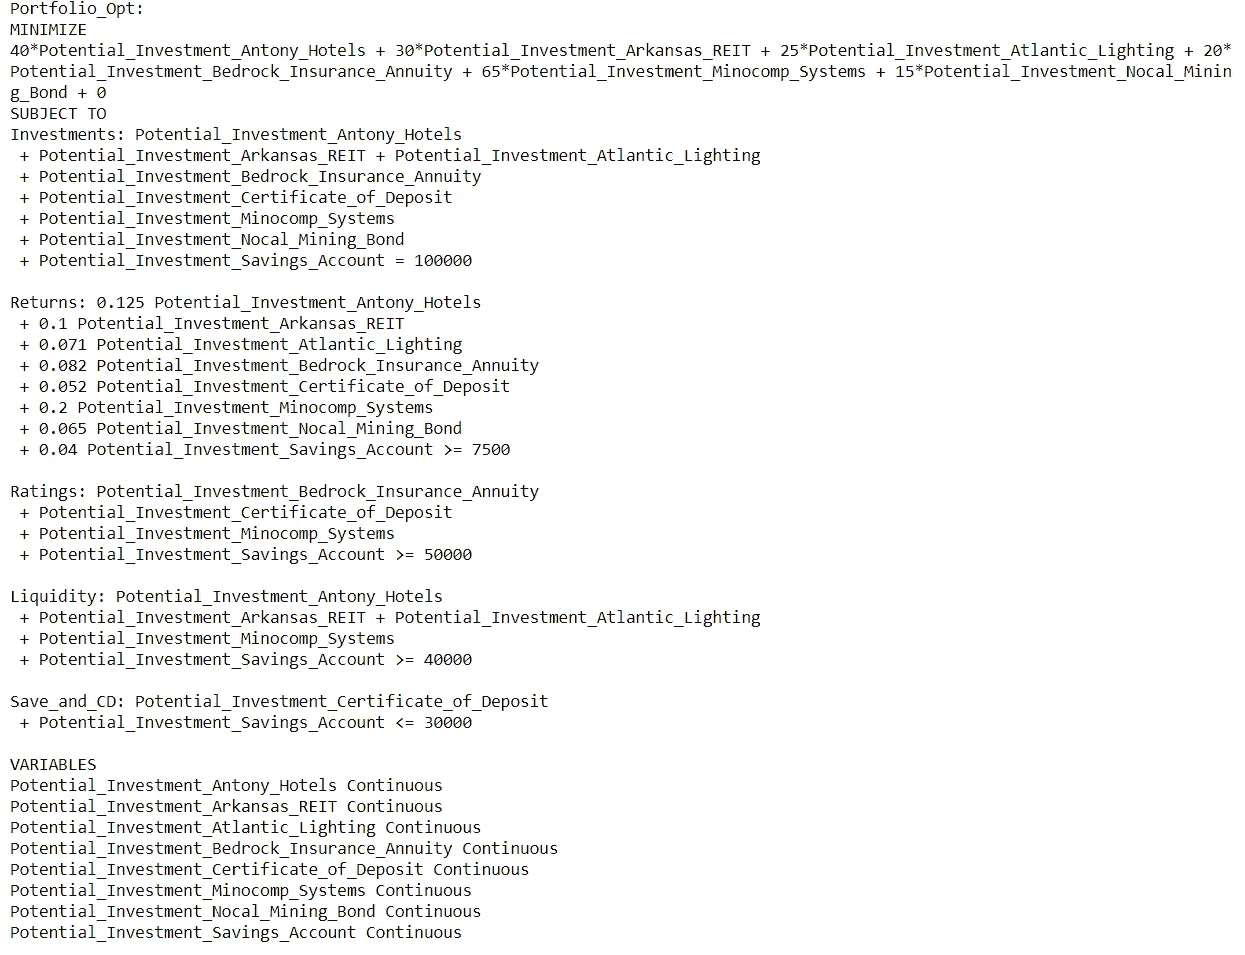 Portfolio_Opt:
MINIMIZE
40*Potential_Investment_Antony_Hotels + 30*Potential_Investment_Arkansas_REIT + 25*Potential_Investment_Atlantic_Lighting + 20*
Potential_Investment_Bedrock_Insurance_Annuity + 65*Potential_Investment_Minocomp_Systems + 15*Potential_Investment_Nocal_Minin
g_Bond + 0
SUBJECT TO
Investments: Potential_Investment_Antony_Hotels
 + Potential_Investment_Arkansas_REIT + Potential_Investment_Atlantic_Lighting
 + Potential_Investment_Bedrock_Insurance_Annuity
 + Potential_Investment_Certificate_of_Deposit
 + Potential_Investment_Minocomp_Systems
 + Potential_Investment_Nocal_Mining_Bond
 + Potential_Investment_Savings_Account = 100000

Returns: 0.125 Potential_Investment_Antony_Hotels
 + 0.1 Potential_Investment_Arkansas_REIT
 + 0.071 Potential_Investment_Atlantic_Lighting
 + 0.082 Potential_Investment_Bedrock_Insurance_Annuity
 + 0.052 Potential_Investment_Certificate_of_Deposit
 + 0.2 Potential_Investment_Minocomp_Systems
 + 0.065 Potential_Investment_Nocal_Mining_Bond
 + 0.04 Potential_Investment_Savings_Account >= 7500

Ratings: Potential_Investment_Bedrock_Insurance_Annuity
 + Potential_Investment_Certificate_of_Deposit
 + Potential_Investment_Minocomp_Systems
 + Potential_Investment_Savings_Account >= 50000

Liquidity: Potential_Investment_Antony_Hotels
 + Potential_Investment_Arkansas_REIT + Potential_Investment_Atlantic_Lighting
 + Potential_Investment_Minocomp_Systems
 + Potential_Investment_Savings_Account >= 40000

Save_and_CD: Potential_Investment_Certificate_of_Deposit
 + Potential_Investment_Savings_Account <= 30000

VARIABLES
Potential_Investment_Antony_Hotels Continuous
Potential_Investment_Arkansas_REIT Continuous
Potential_Investment_Atlantic_Lighting Continuous
Potential_Investment_Bedrock_Insurance_Annuity Continuous
Potential_Investment_Certificate_of_Deposit Continuous
Potential_Investment_Minocomp_Systems Continuous
Potential_Investment_Nocal_Mining_Bond Continuous
Potential_Investment_Savings_Account Continuous